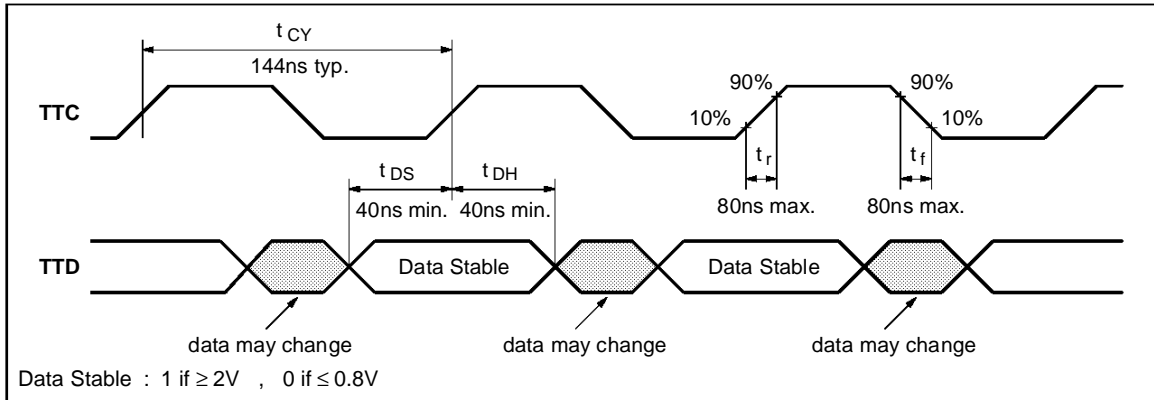 t CY
144ns typ.
TTC
90%
10%
90%
10%
t r
t f
80ns max.
80ns max.
t DS
t DH
40ns min.
40ns min.
TTD
Data Stable
Data Stable
data may change
data may change
data may change
Data Stable : 1 if ≥ 2V , 0 if ≤ 0.8V